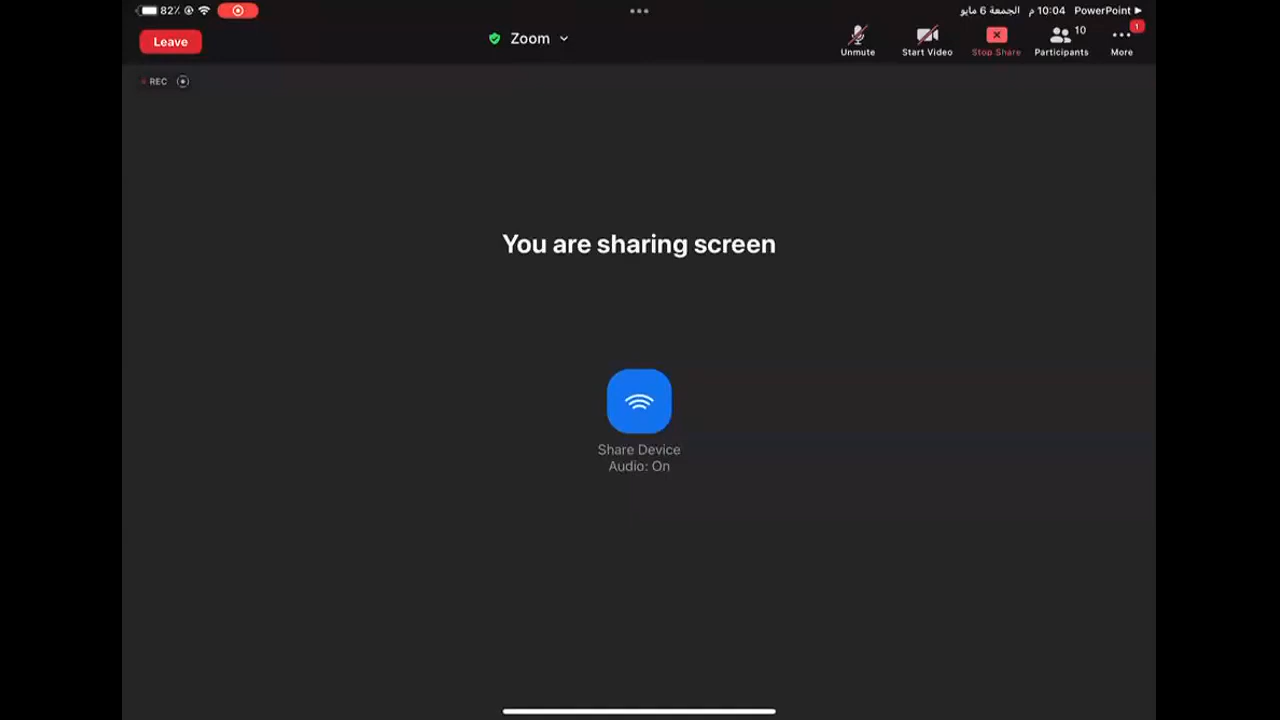 82٪ الجمعة 6 مايو 10:04 م PowerPoint
Leave Zoom Unmute Start Video Stop Share 10 Participants 1 More
REC
You are sharing screen
Share Device
Audio: On